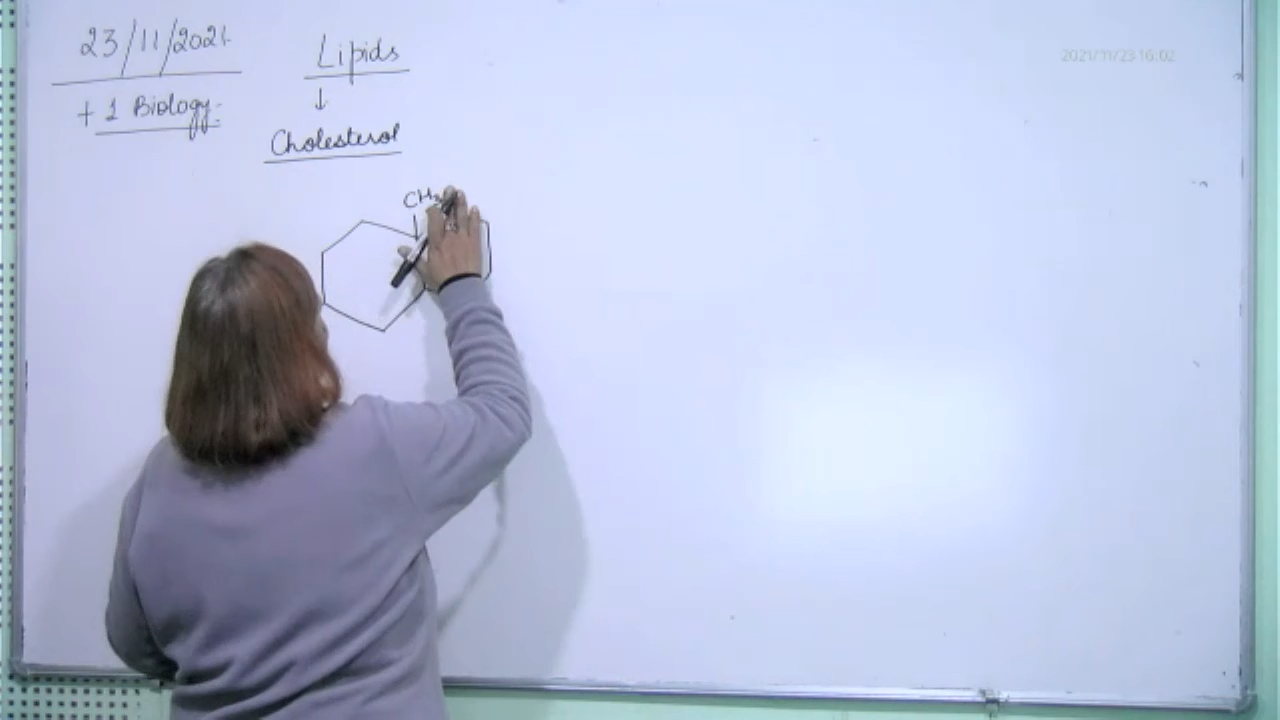 23/11/2021
+1 Biology:
Lipids
↓
Cholesterol
CH3
2021/11/23 16:02